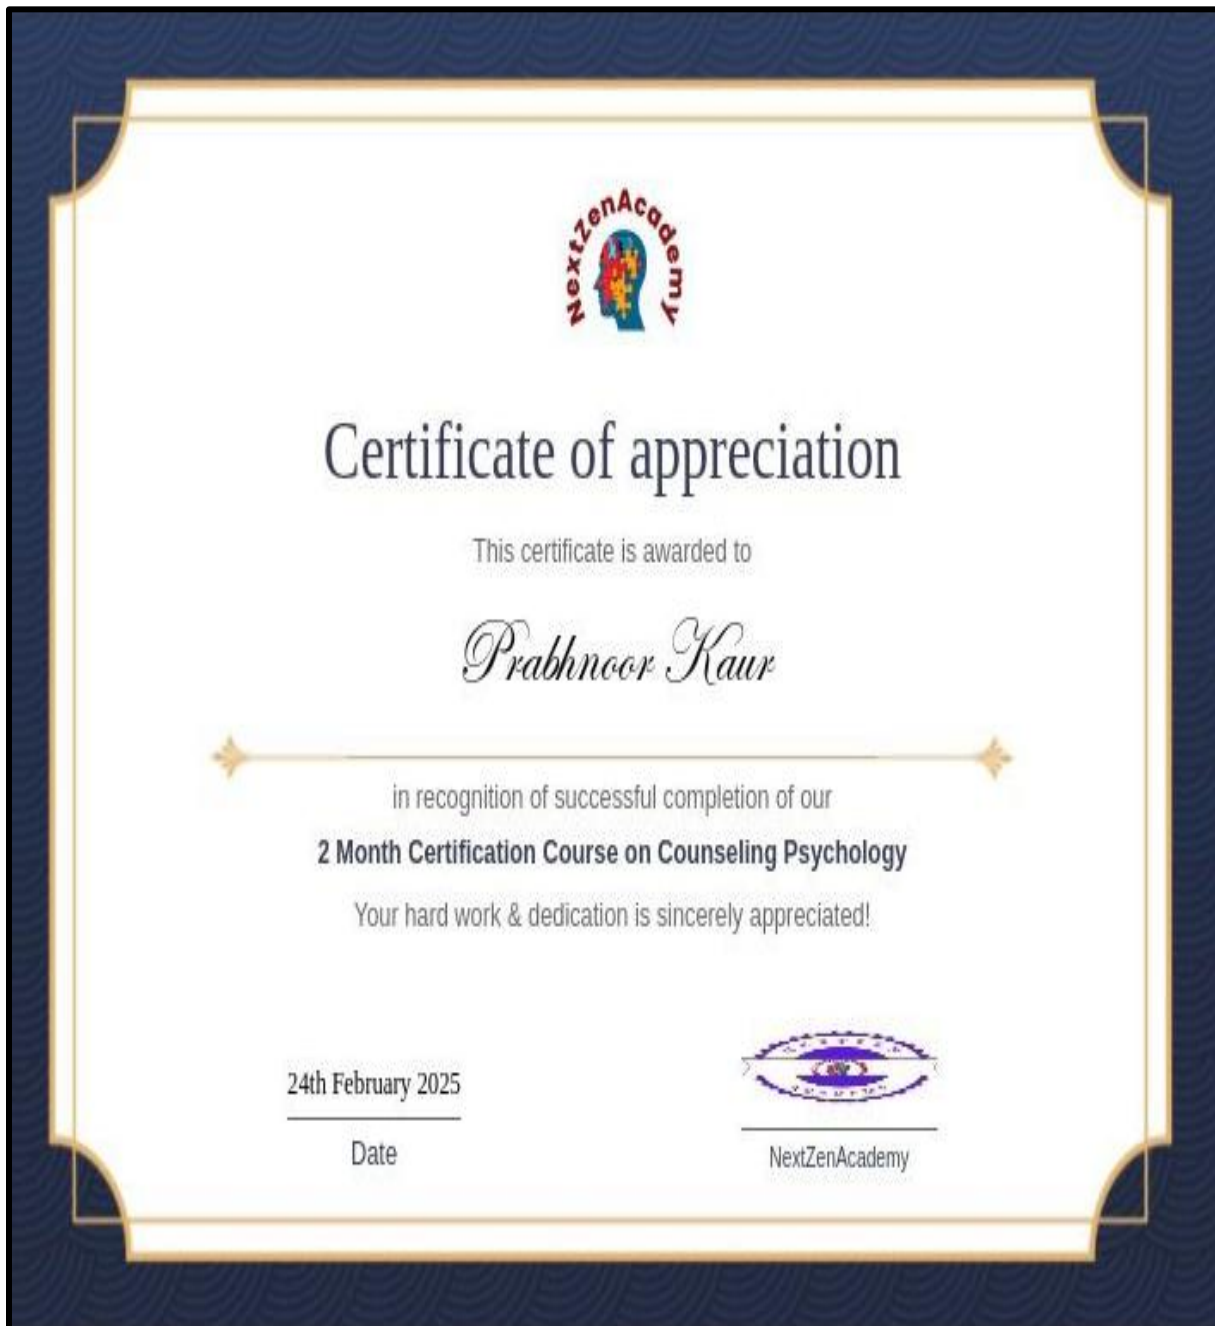 NextZenAcademy
Certificate of appreciation
This certificate is awarded to
Prabhnoor Kaur
in recognition of successful completion of our
2 Month Certification Course on Counseling Psychology
Your hard work & dedication is sincerely appreciated!
24th February 2025
Date
NextZenAcademy